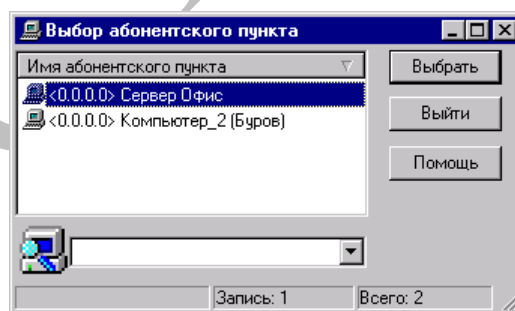 Выбор абонентского пункта
Имя абонентского пункта
<0.0.0.0> Сервер Офис
<0.0.0.0> Компьютер_2 (Буров)
Выбрать
Выйти
Помощь
Запись: 1 Всего: 2